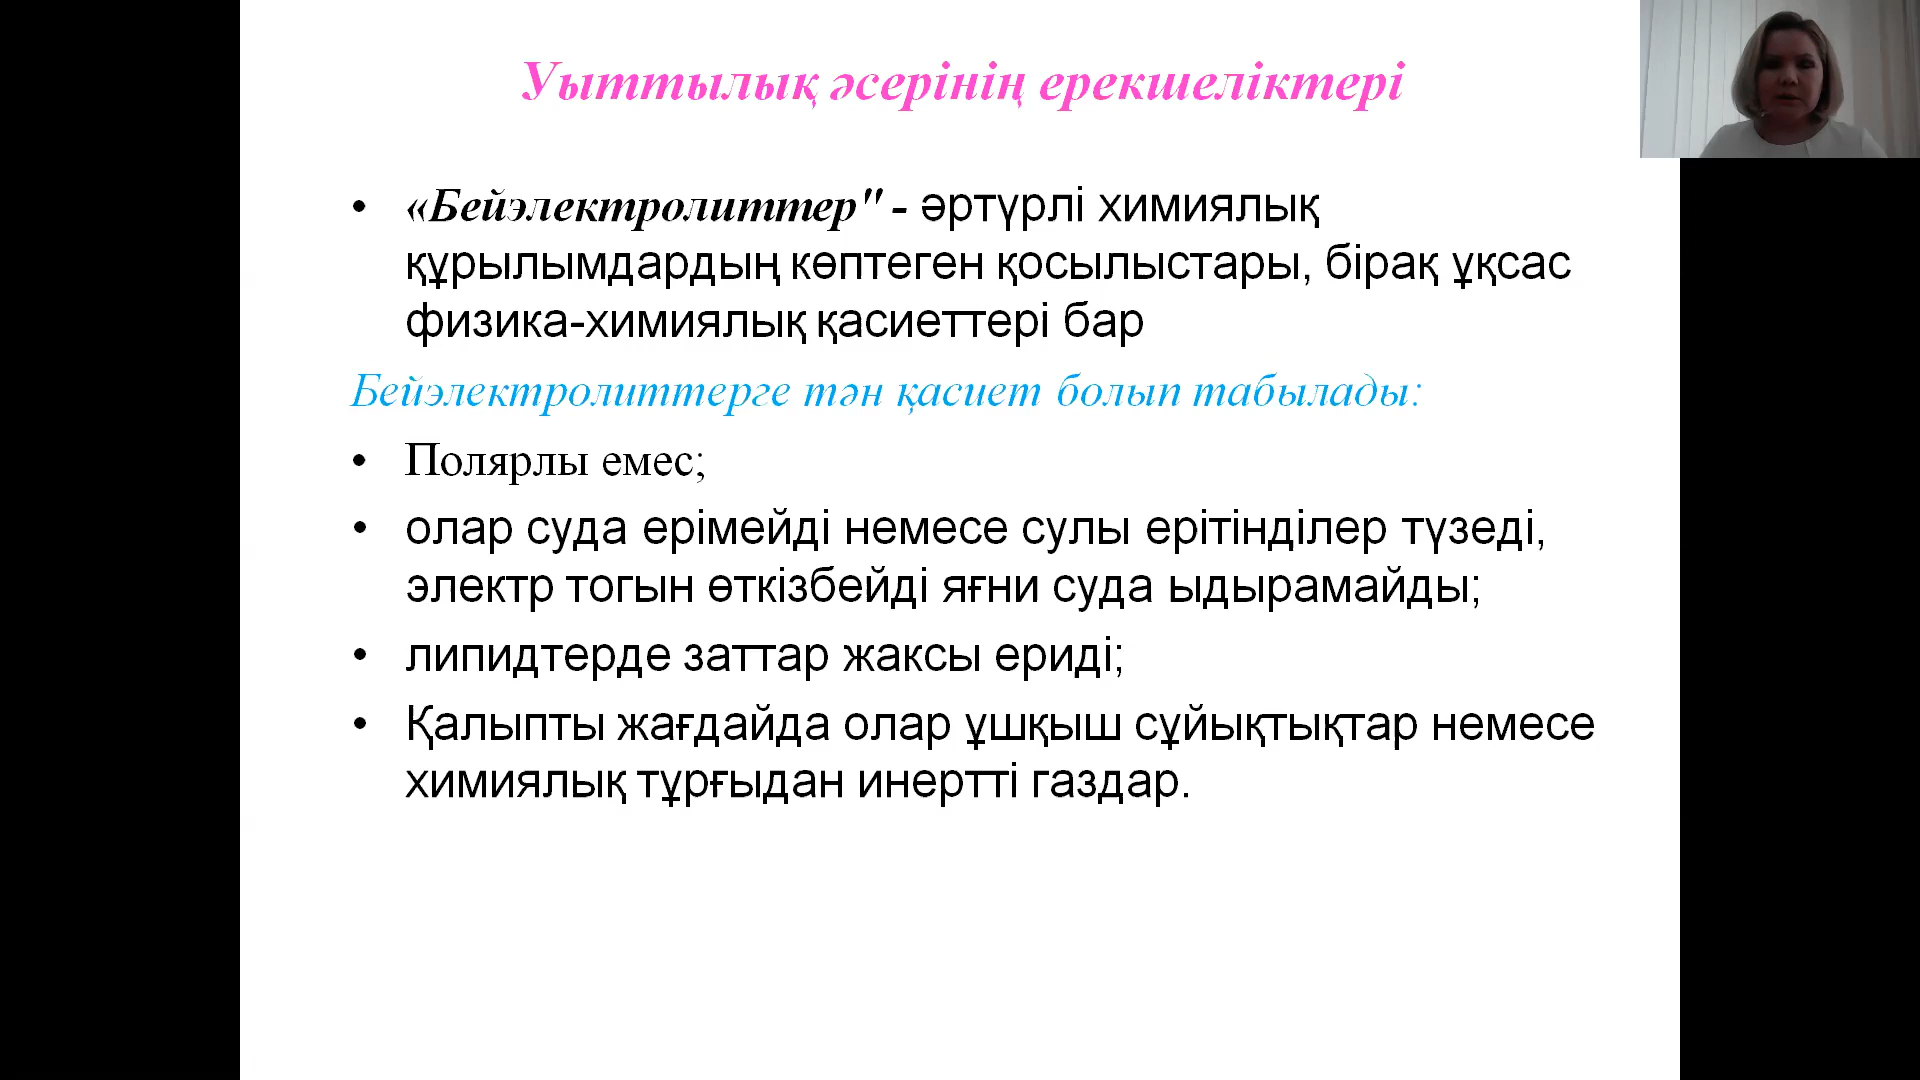 Уыттылық әсерінің ерекшеліктері
• «Бейэлектролиттер" - әртүрлі химиялық
құрылымдардың көптеген қосылыстары, бірақ ұқсас
физика-химиялық қасиеттері бар
Бейэлектролиттерге тән қасиет болып табылады:
• Полярлы емес;
• олар суда ерімейді немесе сулы ерітінділер түзеді,
электр тогын өткізбейді яғни суда ыдырамайды;
• липидтерде заттар жаксы ериді;
• Қалыпты жағдайда олар ұшқыш сұйықтықтар немесе
химиялық тұрғыдан инертті газдар.